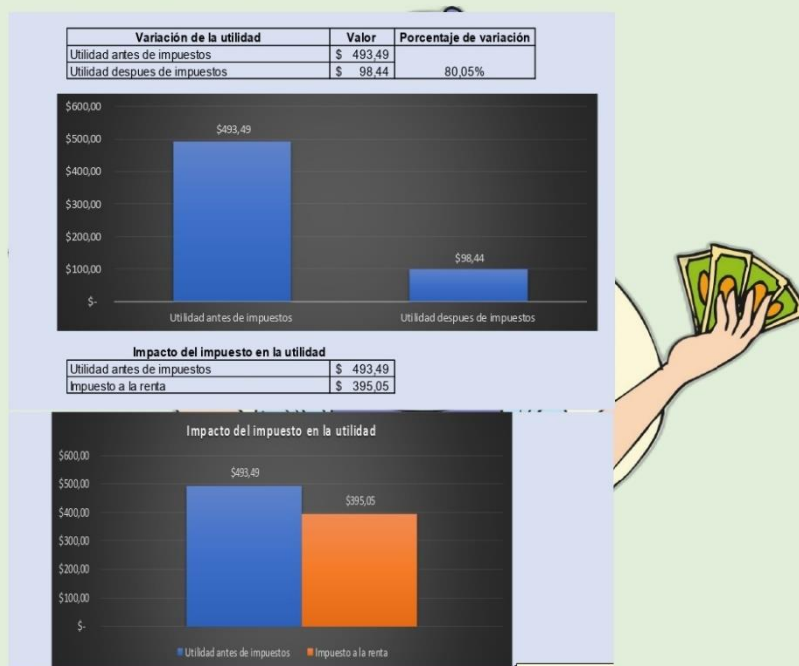 Variación de la utilidad Valor Porcentaje de variación
Utilidad antes de impuestos $ 493,49
Utilidad despues de impuestos $ 98,44 80,05%
$600,00
$500,00
$400,00
$300,00
$200,00
$100,00
$-
$493,49
$98,44
Utilidad antes de impuestos Utilidad despues de impuestos
Impacto del impuesto en la utilidad
Utilidad antes de impuestos $ 493,49
Impuesto a la renta $ 395,05
Impacto del impuesto en la utilidad
$600,00
$500,00
$400,00
$300,00
$200,00
$100,00
$-
$493,49
$395,05
Utilidad antes de impuestos Impuesto a la renta